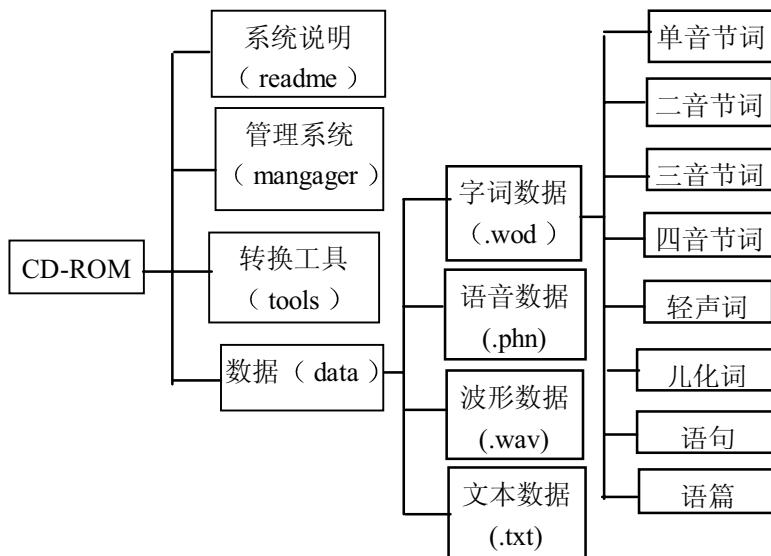 CD-ROM
系统说明
（ readme）
管理系统
（ mangager）
转换工具
（ tools ）
数据（ data ）
字词数据
（.wod ）
语音数据
(.phn)
波形数据
(.wav)
文本数据
(.txt)
单音节词
二音节词
三音节词
四音节词
轻声词
儿化词
语句
语篇